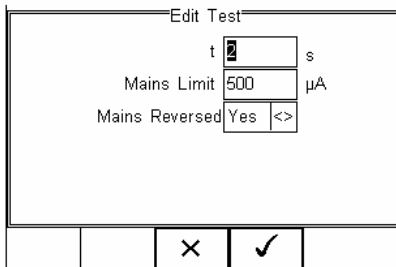 Edit Test
t 2 s
Mains Limit 500 µA
Mains Reversed Yes <>